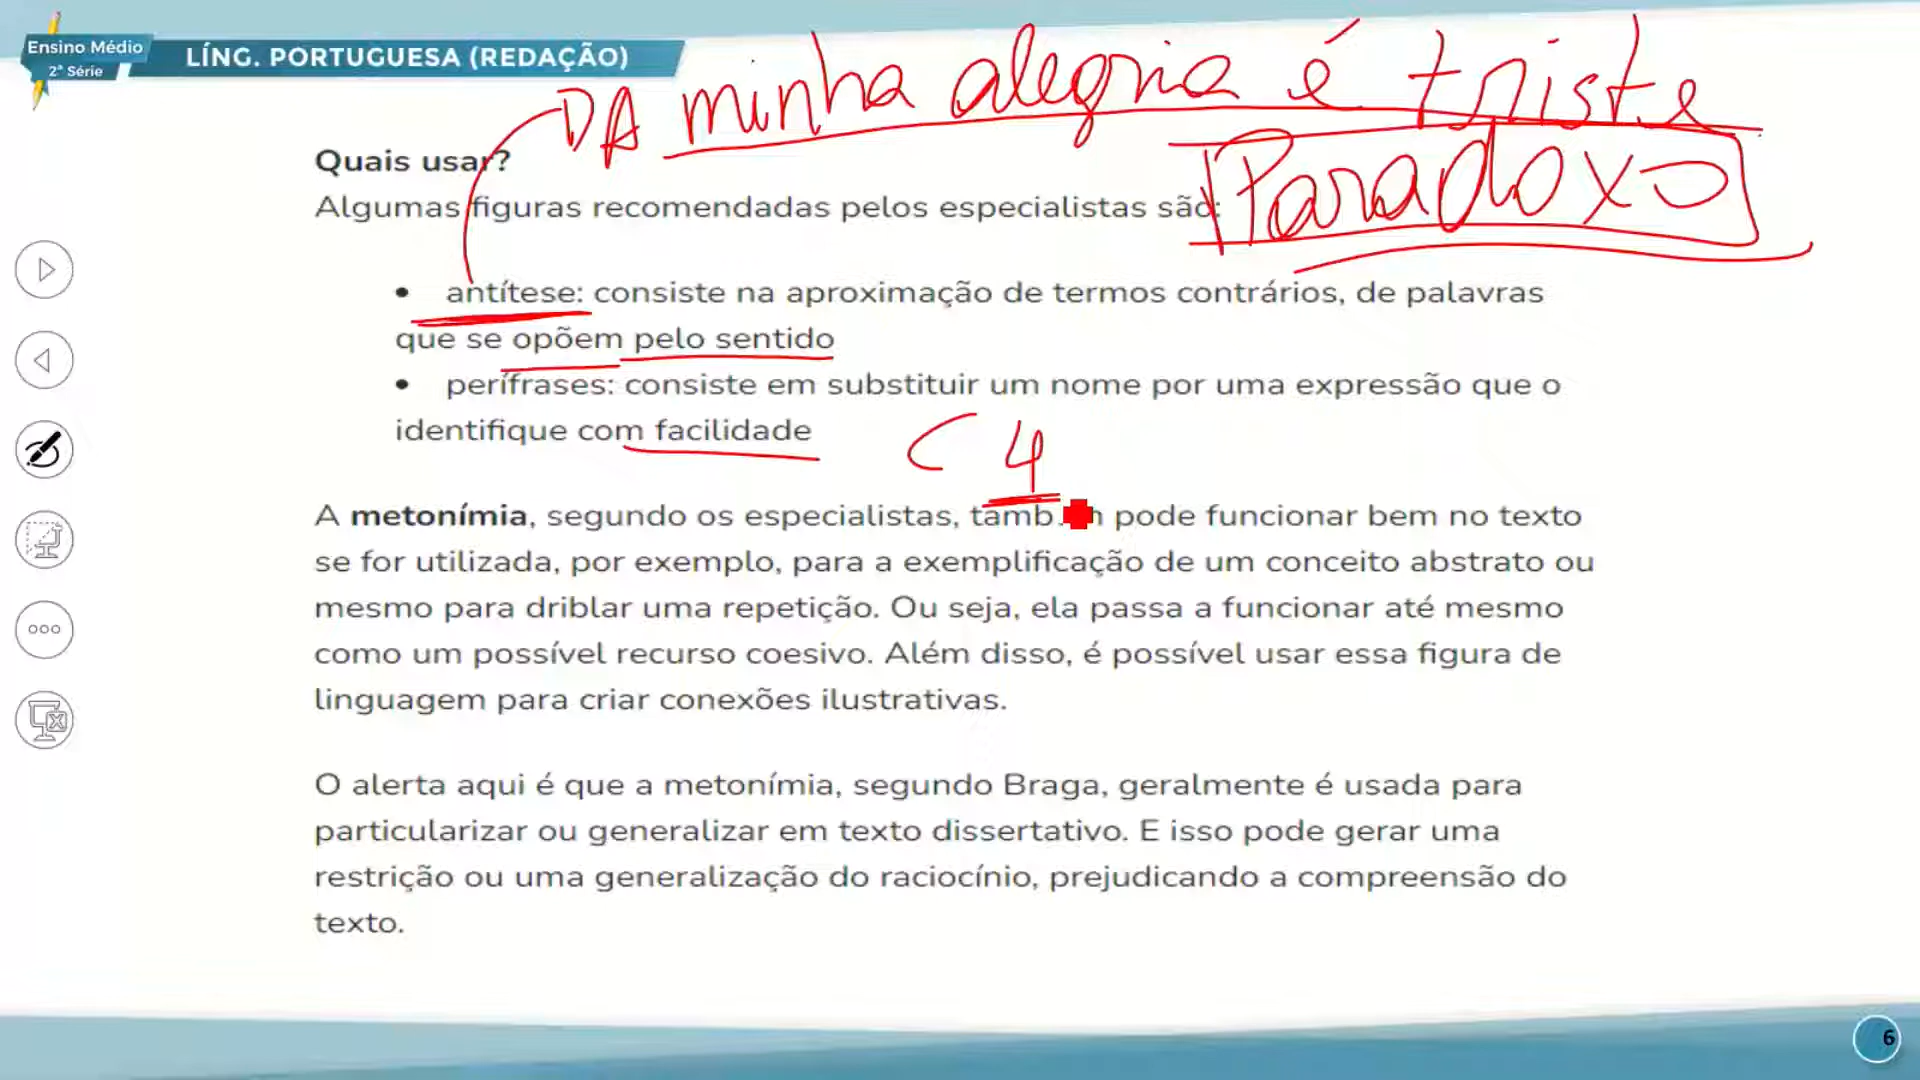 Ensino Médio
2ª Série
LÍNG. PORTUGUESA (REDAÇÃO)
DA minha alegria é triste
Paradoxo
Quais usar?
Algumas figuras recomendadas pelos especialistas são:
• antítese: consiste na aproximação de termos contrários, de palavras
que se opõem pelo sentido
• perífrases: consiste em substituir um nome por uma expressão que o
identifique com facilidade
( 4
A metonímia, segundo os especialistas, pode funcionar bem no texto
se for utilizada, por exemplo, para a exemplificação de um conceito abstrato ou
mesmo para driblar uma repetição. Ou seja, ela passa a funcionar até mesmo
como um possível recurso coesivo. Além disso, é possível usar essa figura de
linguagem para criar conexões ilustrativas.
O alerta aqui é que a metonímia, segundo Braga, geralmente é usada para
particularizar ou generalizar em texto dissertativo. E isso pode gerar uma
restrição ou uma generalização do raciocínio, prejudicando a compreensão do
texto.
6